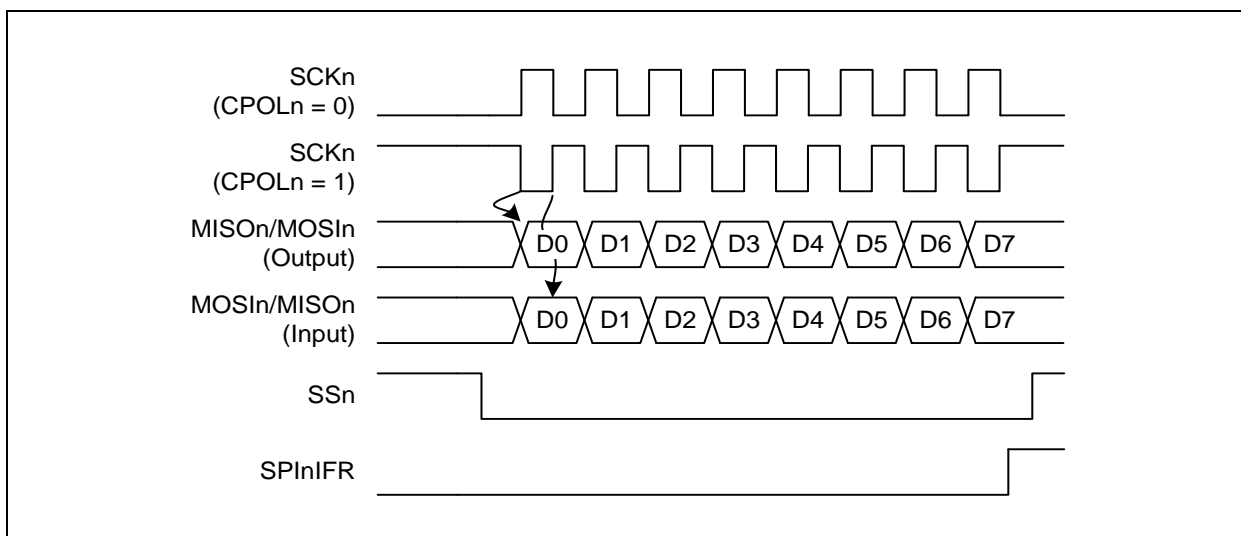 SCKn
(CPOLn = 0)
SCKn
(CPOLn = 1)
MISOn/MOSIn
(Output)
D0 D1 D2 D3 D4 D5 D6 D7
MOSIn/MISOn
(Input)
D0 D1 D2 D3 D4 D5 D6 D7
SSn
SPInIFR